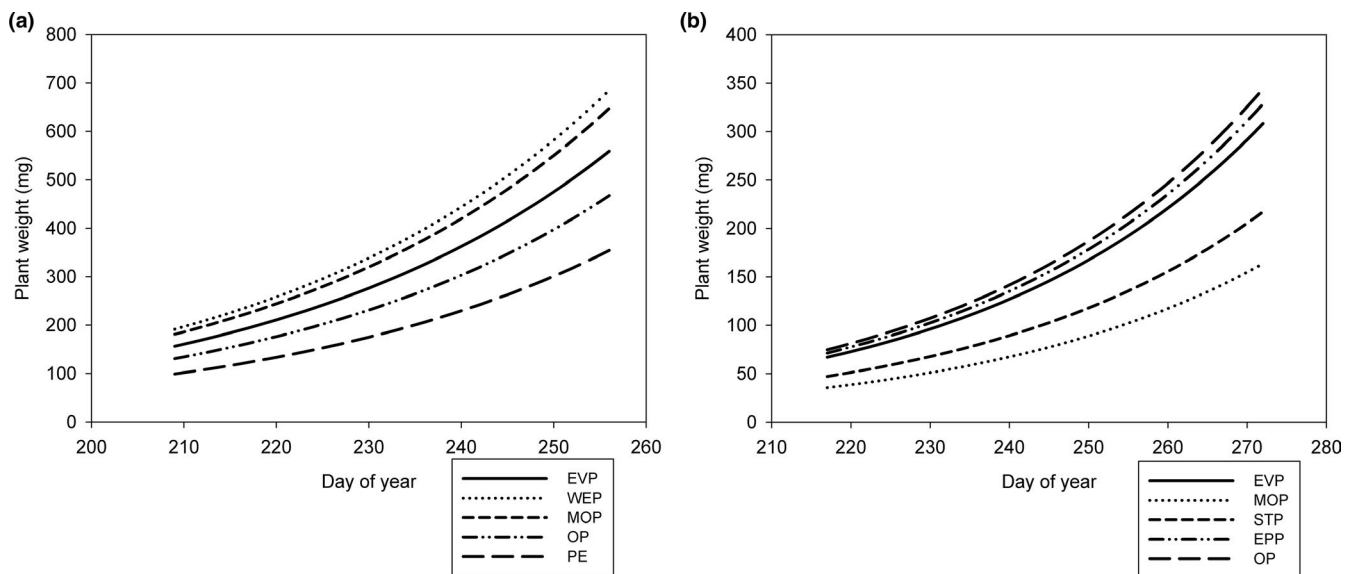 (a)
800
700
600
500
400
300
200
100
0
Plant weight (mg)
200 210 220 230 240 250 260
Day of year
EVP
WEP
MOP
OP
PE
(b)
400
350
300
250
200
150
100
50
0
Plant weight (mg)
210 220 230 240 250 260 270 280
Day of year
EVP
MOP
STP
EPP
OP